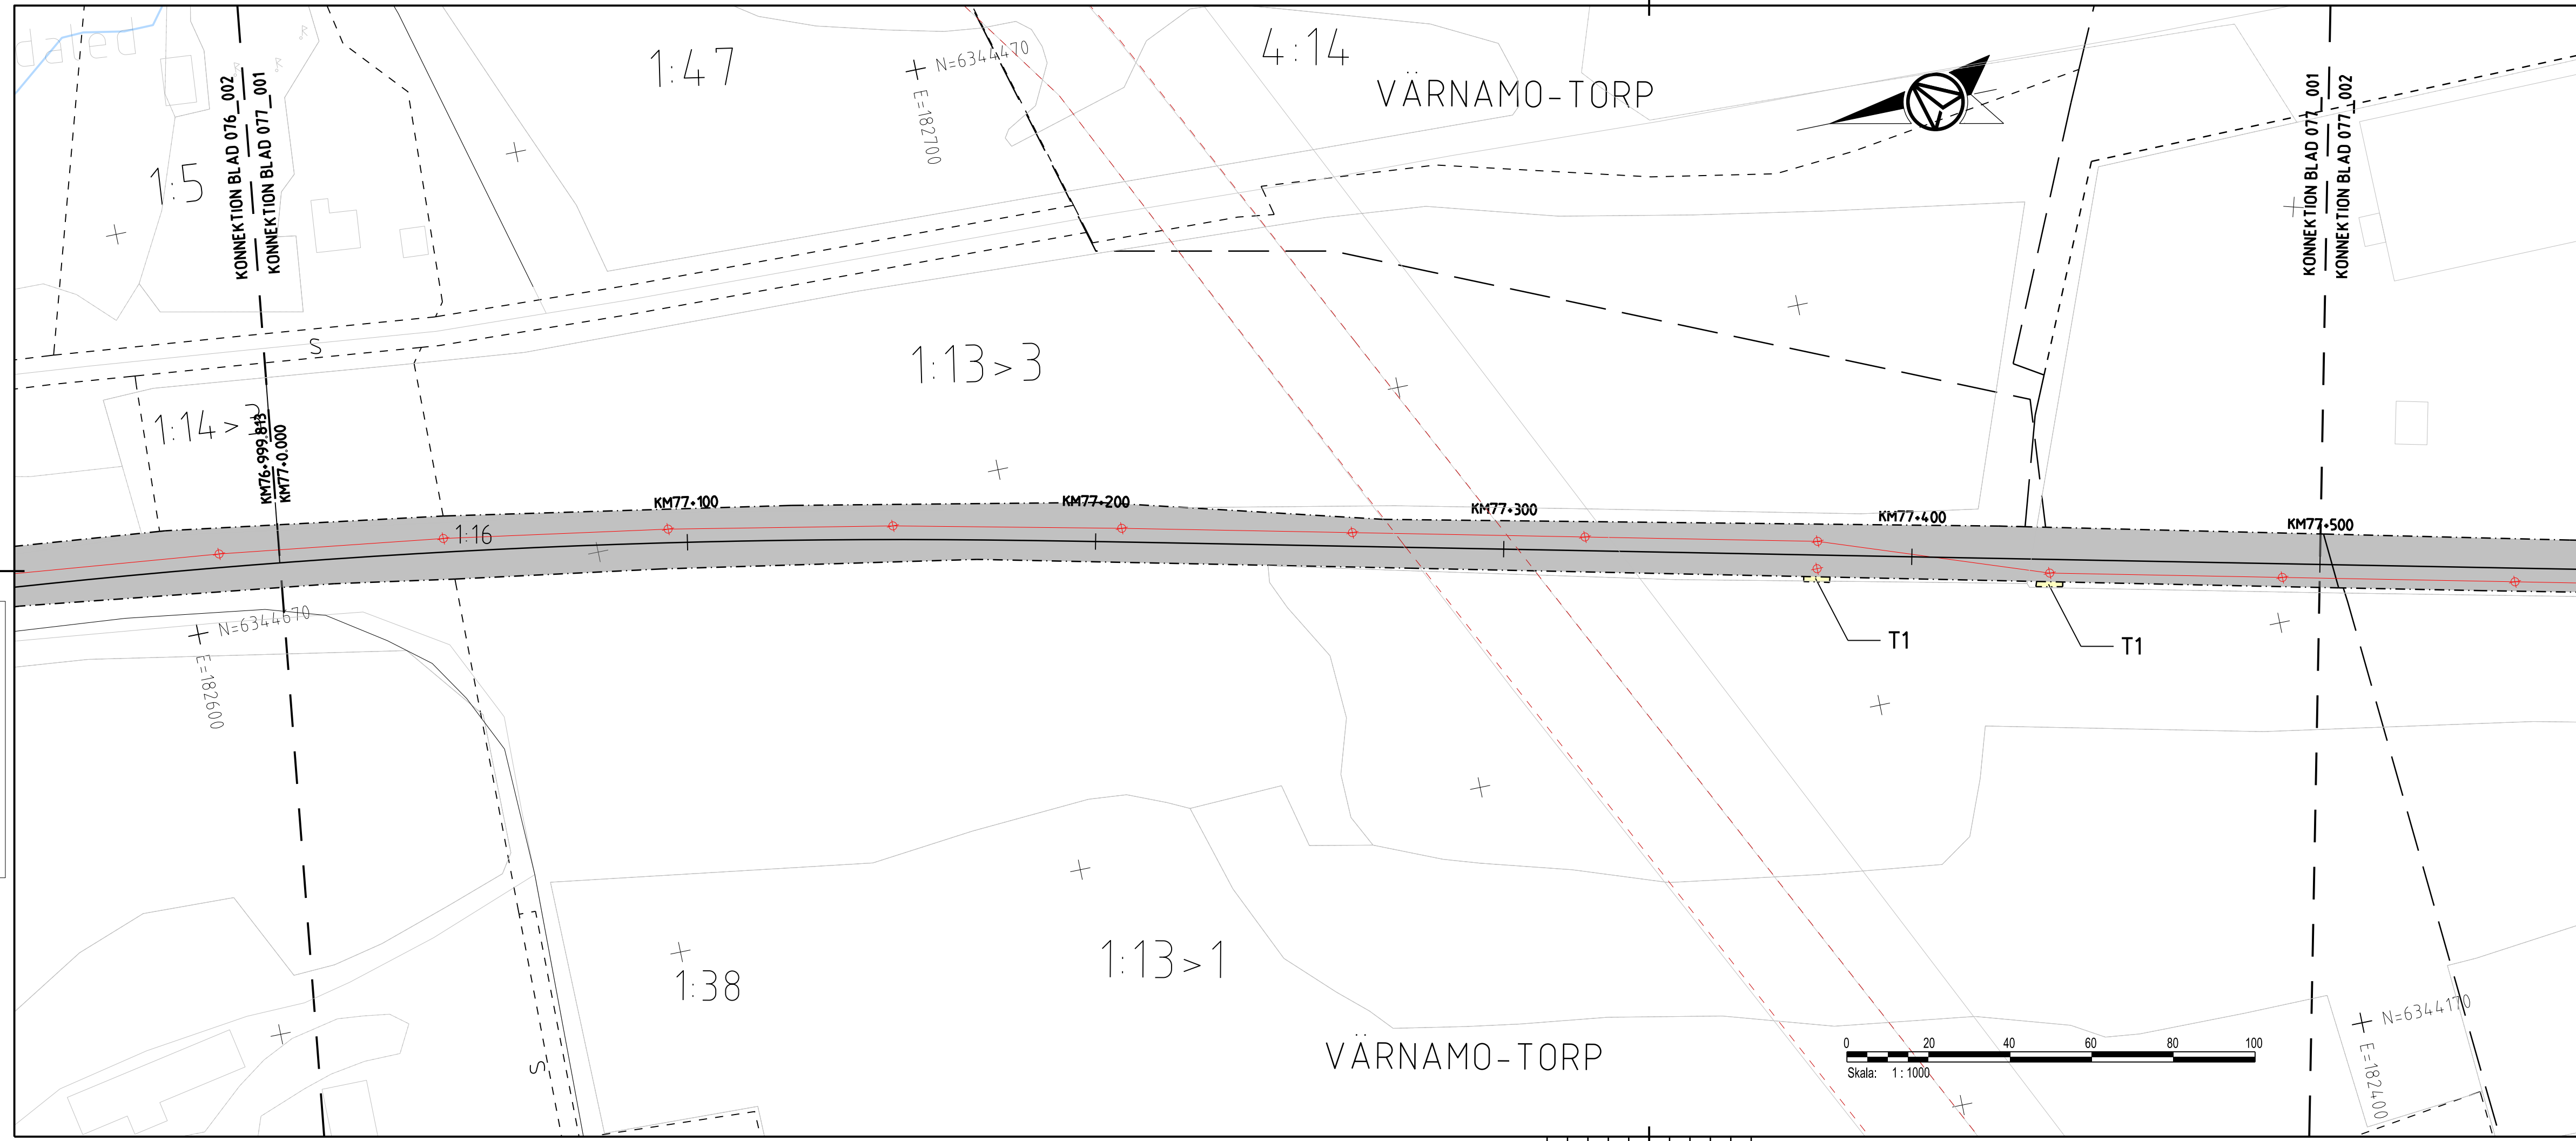 dated
1:47
4:14
VÄRNAMO-TORP
N=6344470
E=182700
KONNEKTION BLAD 076_002
KONNEKTION BLAD 077_001
KONNEKTION BLAD 077_001
KONNEKTION BLAD 077_002
1:5
S
1:13>3
1:14>
KM76+999.813
KM77+0.000
KM77+100
KM77+200
KM77+300
KM77+400
KM77+500
1:16
N=6344670
E=182600
T1
T1
1:13>1
1:38
N=6344170
E=182400
VÄRNAMO-TORP
0 20 40 60 80 100
Skala: 1 : 1000
S